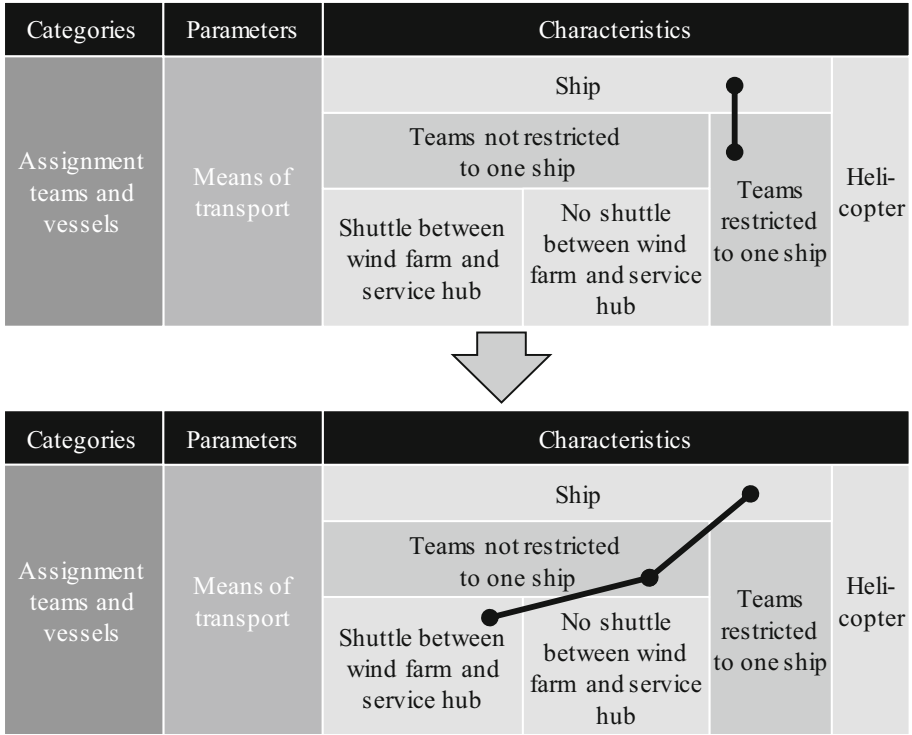 Categories
Parameters
Characteristics
Assignment
teams and
vessels
Means of
transport
Ship
Teams not restricted
to one ship
Shuttle between
wind farm and
service hub
No shuttle
between wind
farm and service
hub
Teams
restricted
to one ship
Heli-
copter
Categories
Parameters
Characteristics
Assignment
teams and
vessels
Means of
transport
Ship
Teams not restricted
to one ship
Shuttle between
wind farm and
service hub
No shuttle
between wind
farm and service
hub
Teams
restricted
to one ship
Heli-
copter